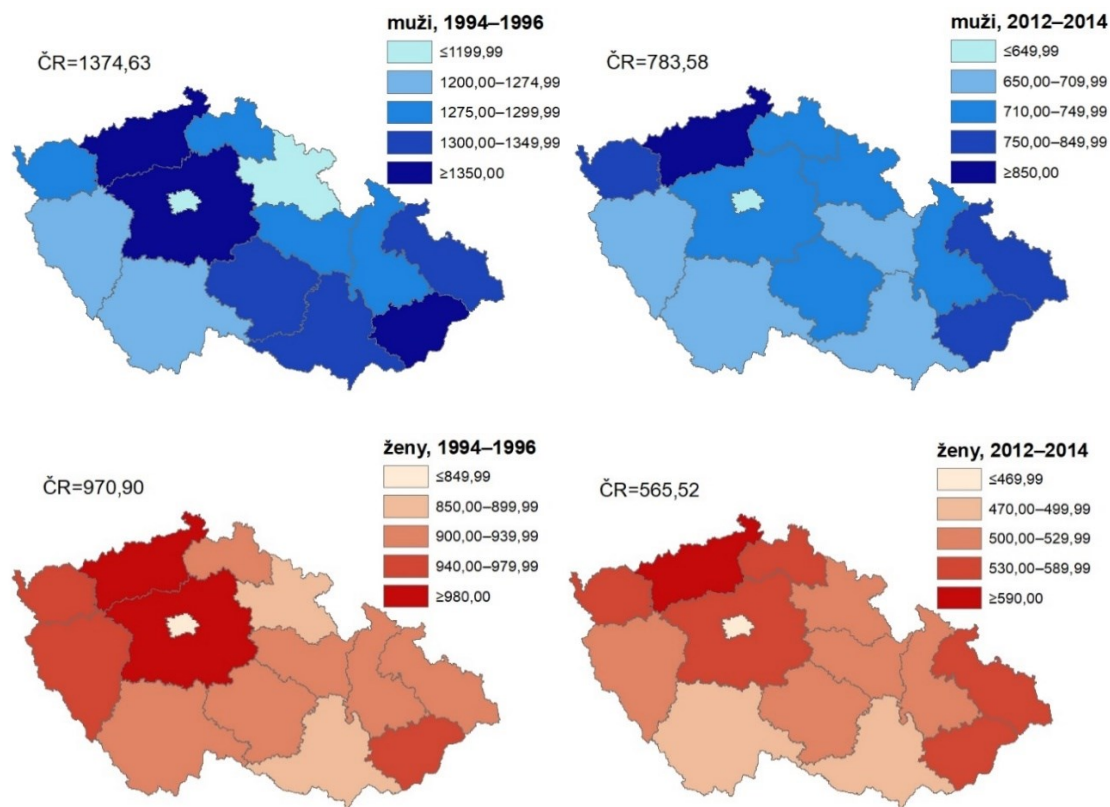 muži, 1994–1996
ČR=1374,63
≤1199,99
1200,00–1274,99
1275,00–1299,99
1300,00–1349,99
≥1350,00
muži, 2012–2014
ČR=783,58
≤649,99
650,00–709,99
710,00–749,99
750,00–849,99
≥850,00
ženy, 1994–1996
ČR=970,90
≤849,99
850,00–899,99
900,00–939,99
940,00–979,99
≥980,00
ženy, 2012–2014
ČR=565,52
≤469,99
470,00–499,99
500,00–529,99
530,00–589,99
≥590,00